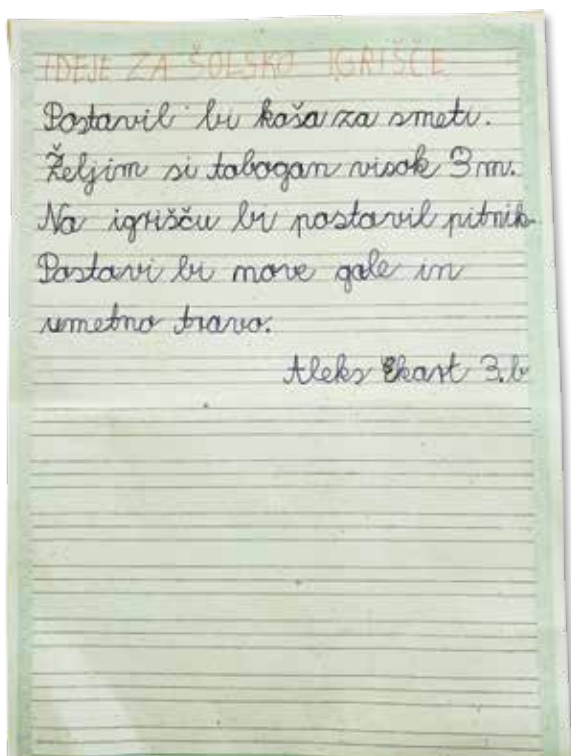 IDEJE ZA ŠOLSKO IGRIŠČE
Postavil bi koša za smeti.
Željim si tobogan visok 3 m.
Na igrišču bi postavil pitnik.
Postavi bi nove gole in
umetno travo.
Aleks Ekart 3.b